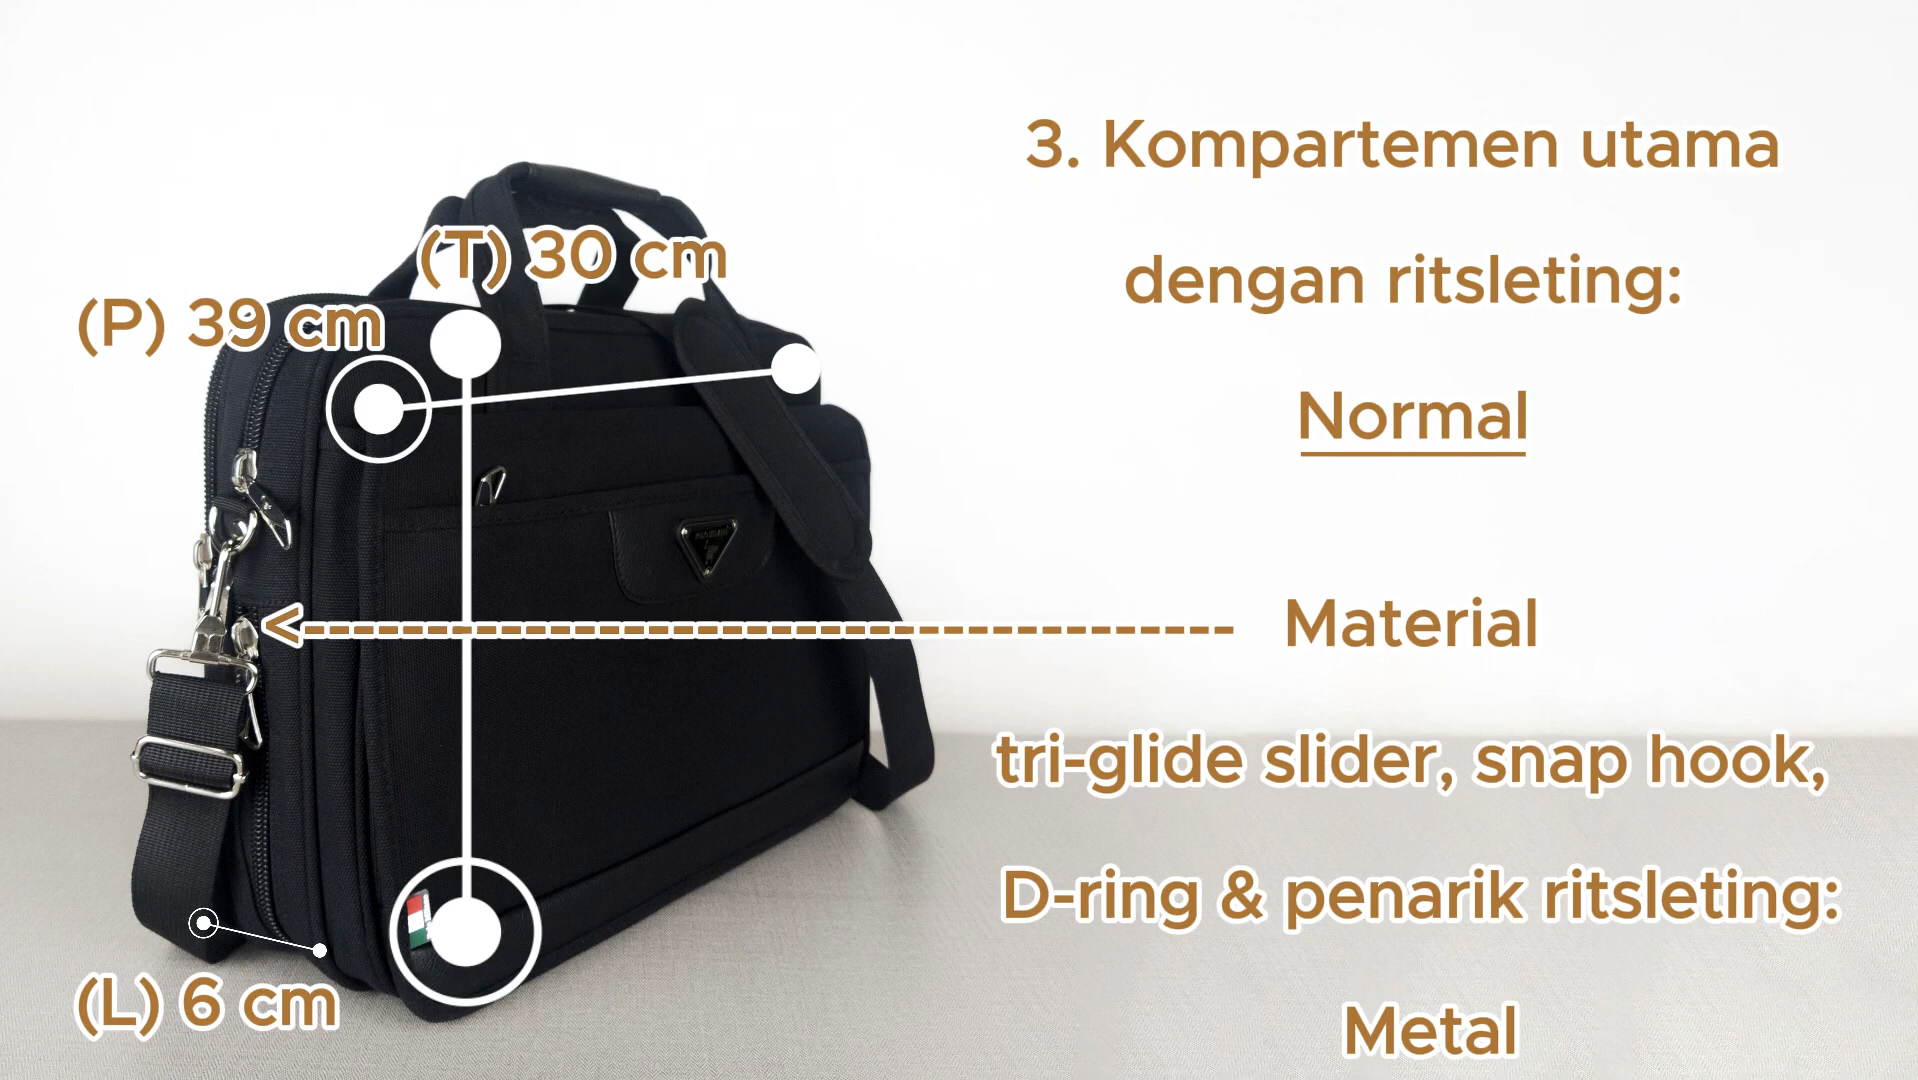 3. Kompartemen utama
dengan ritsleting:
Normal
(T) 30 cm
(P) 39 cm
<--------------------- Material
tri-glide slider, snap hook,
D-ring & penarik ritsleting:
Metal
(L) 6 cm